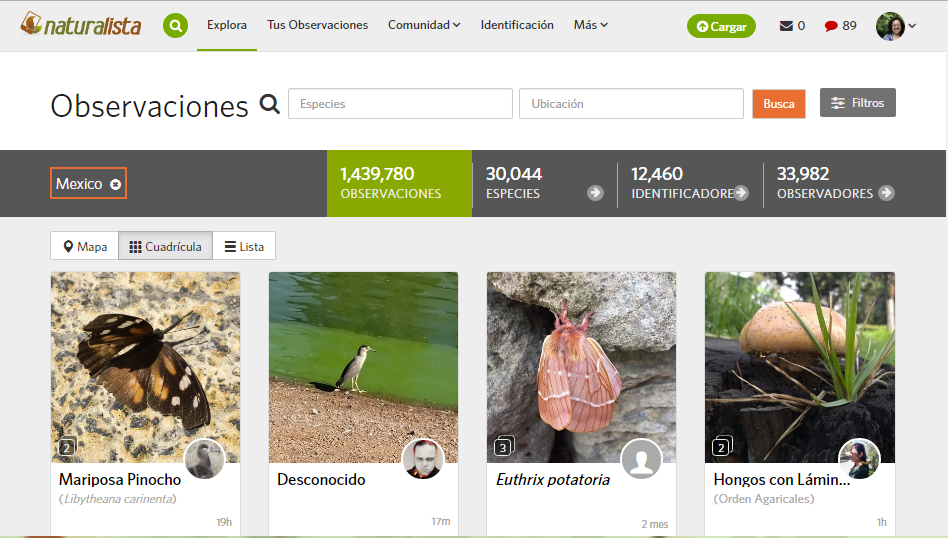 naturalista
Explora Tus Observaciones Comunidad Identificación Más Cargar 0 89
Observaciones Especies Ubicación Busca Filtros
Mexico
1,439,780
OBSERVACIONES
30,044
ESPECIES
12,460
IDENTIFICADORE
33,982
OBSERVADORES
Mapa Cuadrícula Lista
2
Mariposa Pinocho
(Libytheana carinenta)
19h
Desconocido
17m
3
Euthrix potatoria
2 mes
2
Hongos con Lámin...
(Orden Agaricales)
1h